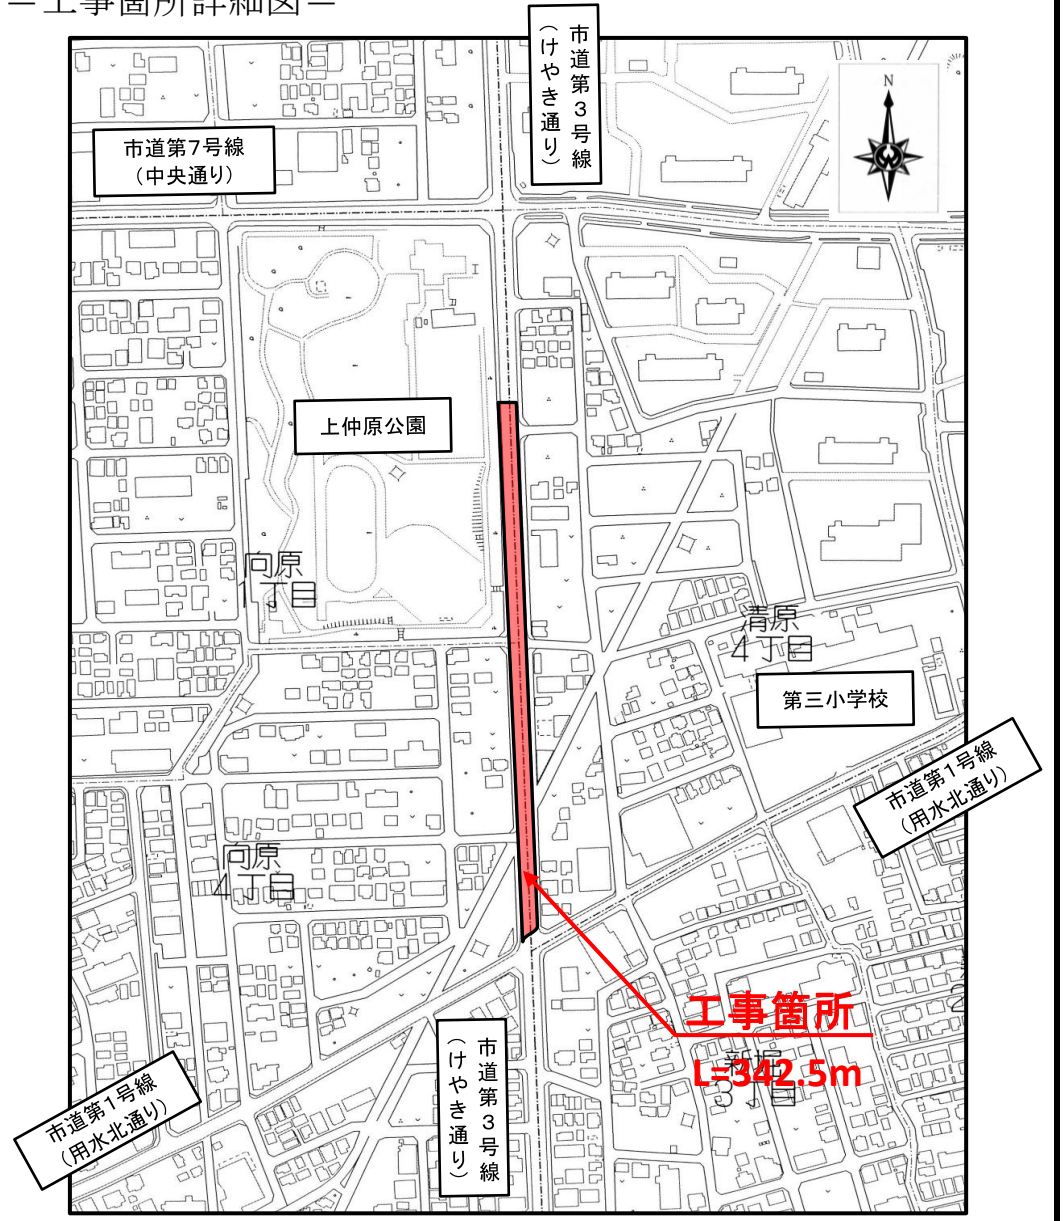 －工事箇所詳細図－
市道第３号線
（けやき通り）
N
市道第７号線
（中央通り）
上仲原公園
向原
1丁目
清原
4丁目
第三小学校
市道第１号線
（用水北通り）
向原
4丁目
工事箇所
L=342.5m
新堀
3丁目
市道第３号線
（けやき通り）
市道第１号線
（用水北通り）